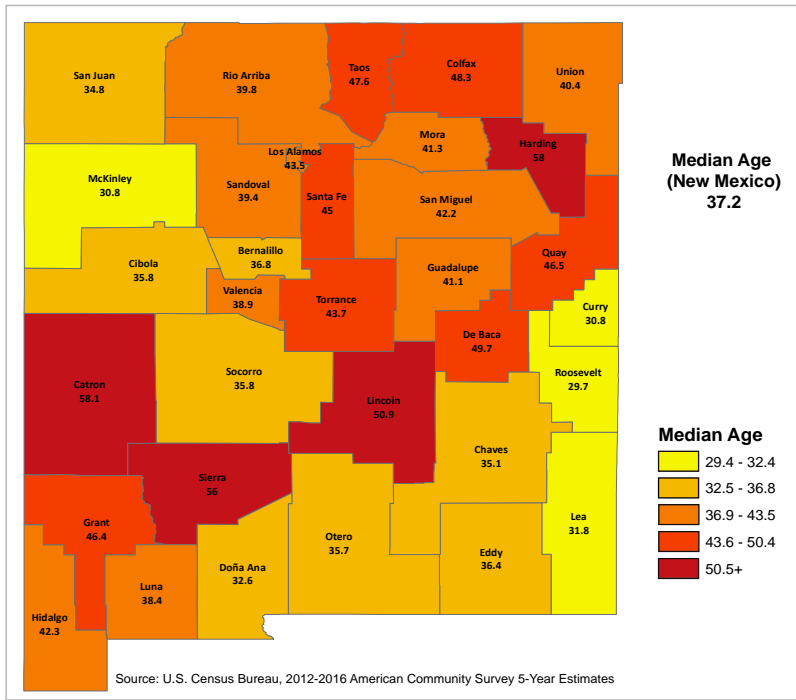 San Juan
34.8
Rio Arriba
39.8
Taos
47.6
Colfax
48.3
Union
40.4
Mora
41.3
Harding
58
Los Alamos
43.5
McKinley
30.8
Sandoval
39.4
Santa Fe
45
San Miguel
42.2
Median Age
(New Mexico)
37.2
Cibola
35.8
Bernalillo
36.8
Quay
46.5
Guadalupe
41.1
Valencia
38.9
Torrance
43.7
Curry
30.8
De Baca
49.7
Roosevelt
29.7
Catron
58.1
Socorro
35.8
Lincoln
50.9
Chaves
35.1
Sierra
56
Grant
46.4
Lea
31.8
Otero
35.7
Eddy
36.4
Doña Ana
32.6
Luna
38.4
Hidalgo
42.3
Median Age
29.4 - 32.4
32.5 - 36.8
36.9 - 43.5
43.6 - 50.4
50.5+
Source: U.S. Census Bureau, 2012-2016 American Community Survey 5-Year Estimates